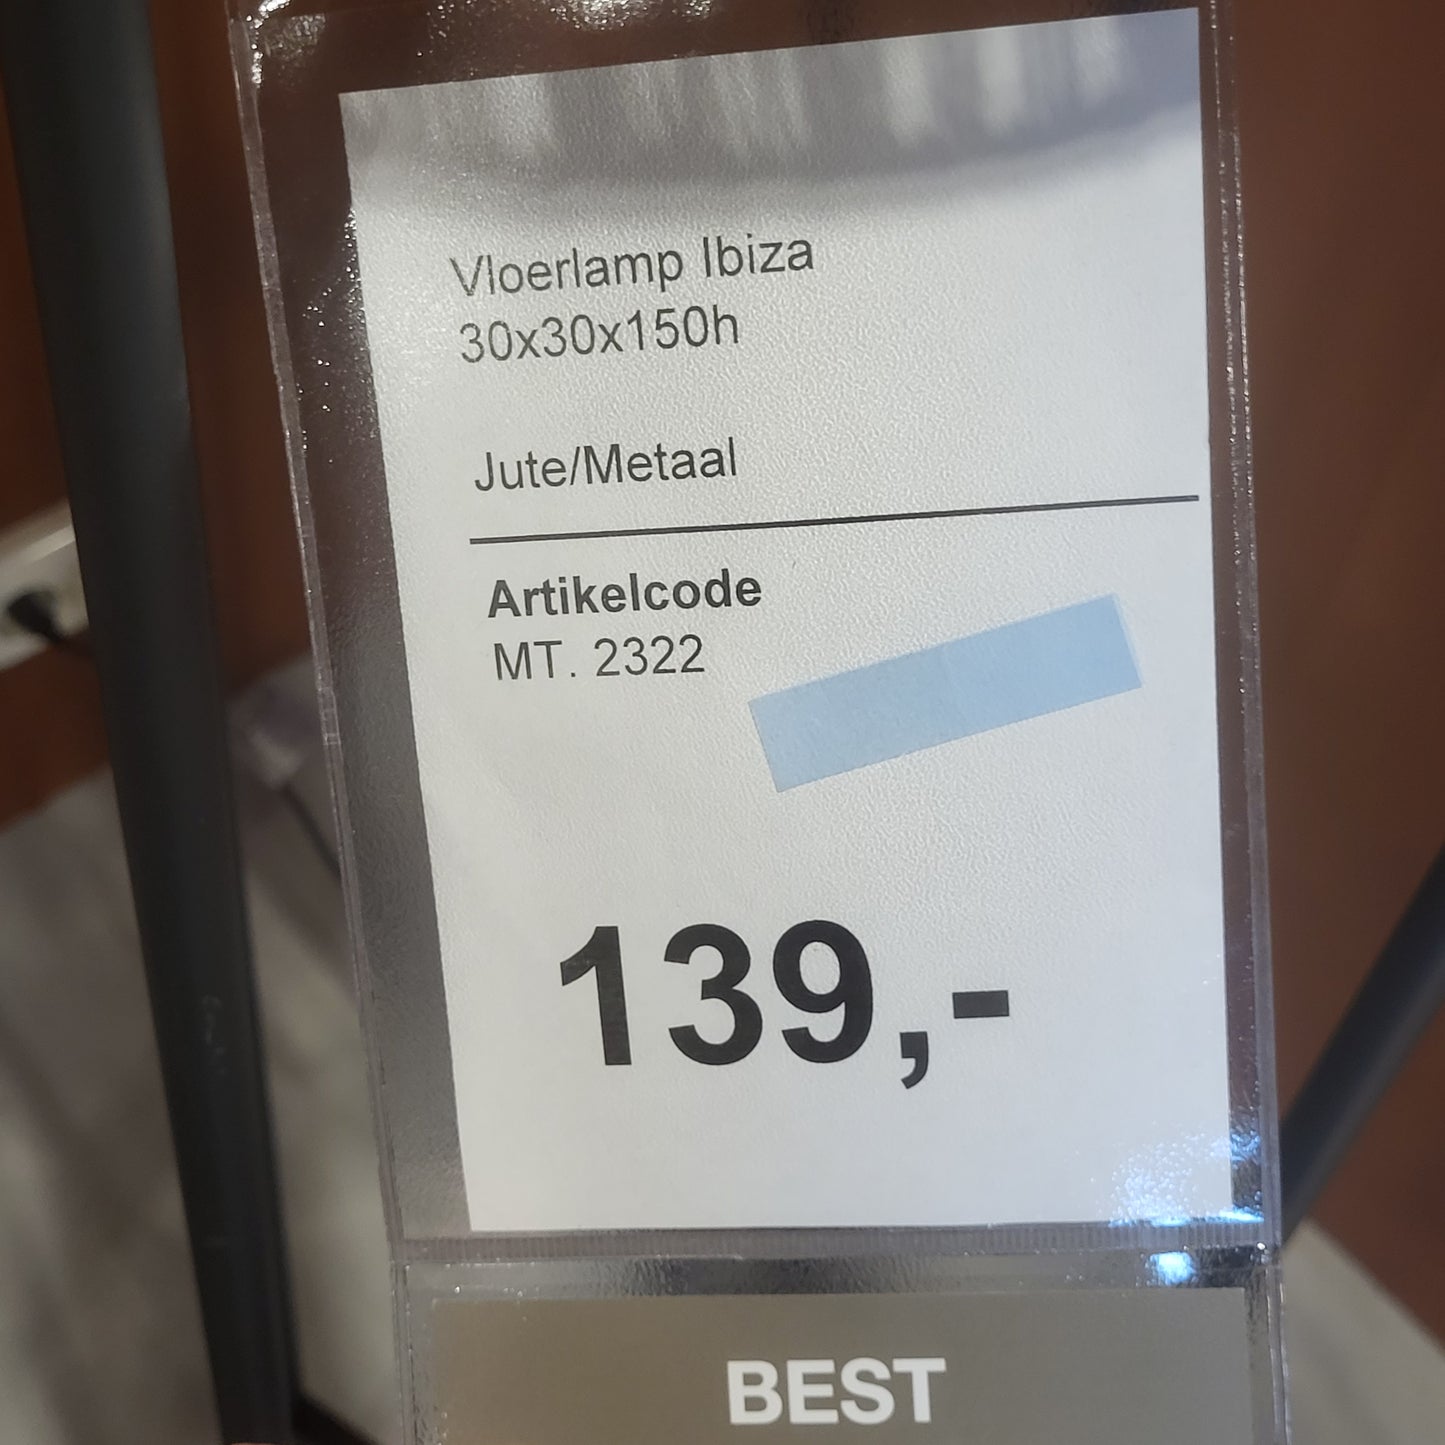 Vloerlamp Ibiza
30x30x150h
Jute/Metaal
Artikelcode
MT. 2322
139,-
BEST